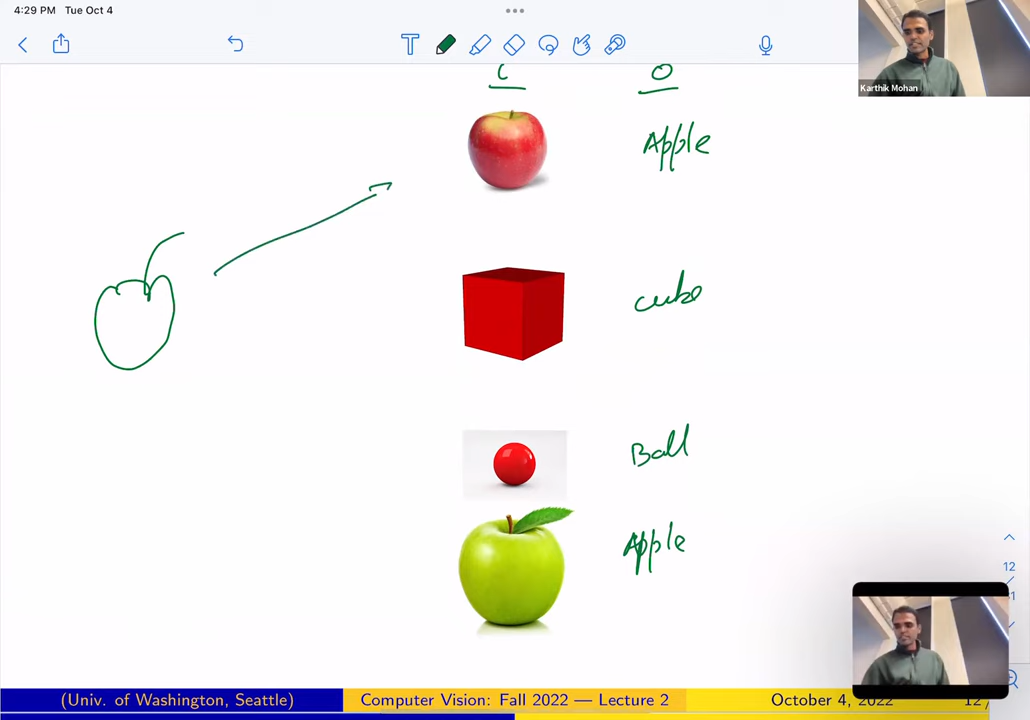 4:29 PM Tue Oct 4
Karthik Mohan
O
Apple
cube
Ball
Apple
12
(Univ. of Washington, Seattle) Computer Vision: Fall 2022 — Lecture 2 October 4, 2022 12 /